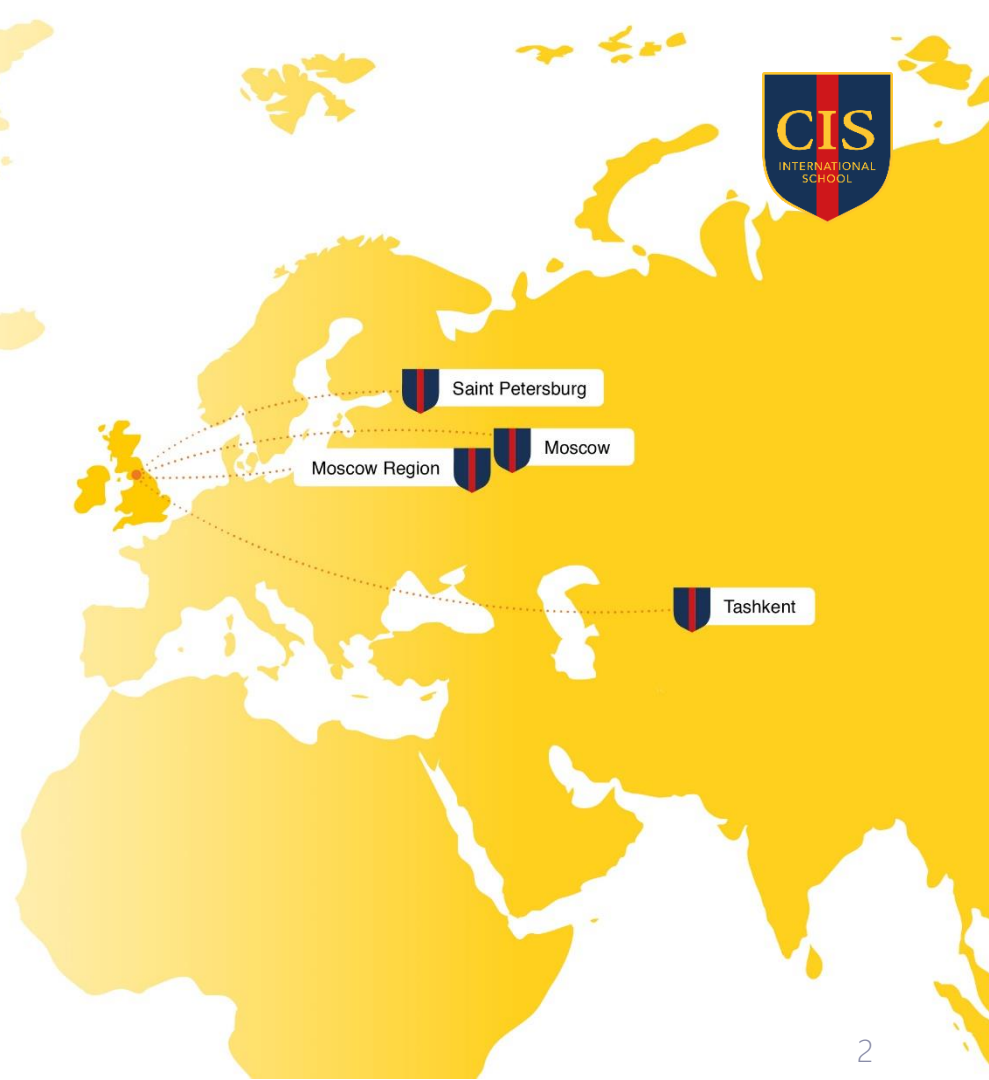 CIS
INTERNATIONAL
SCHOOL
Saint Petersburg
Moscow
Moscow Region
Tashkent
2